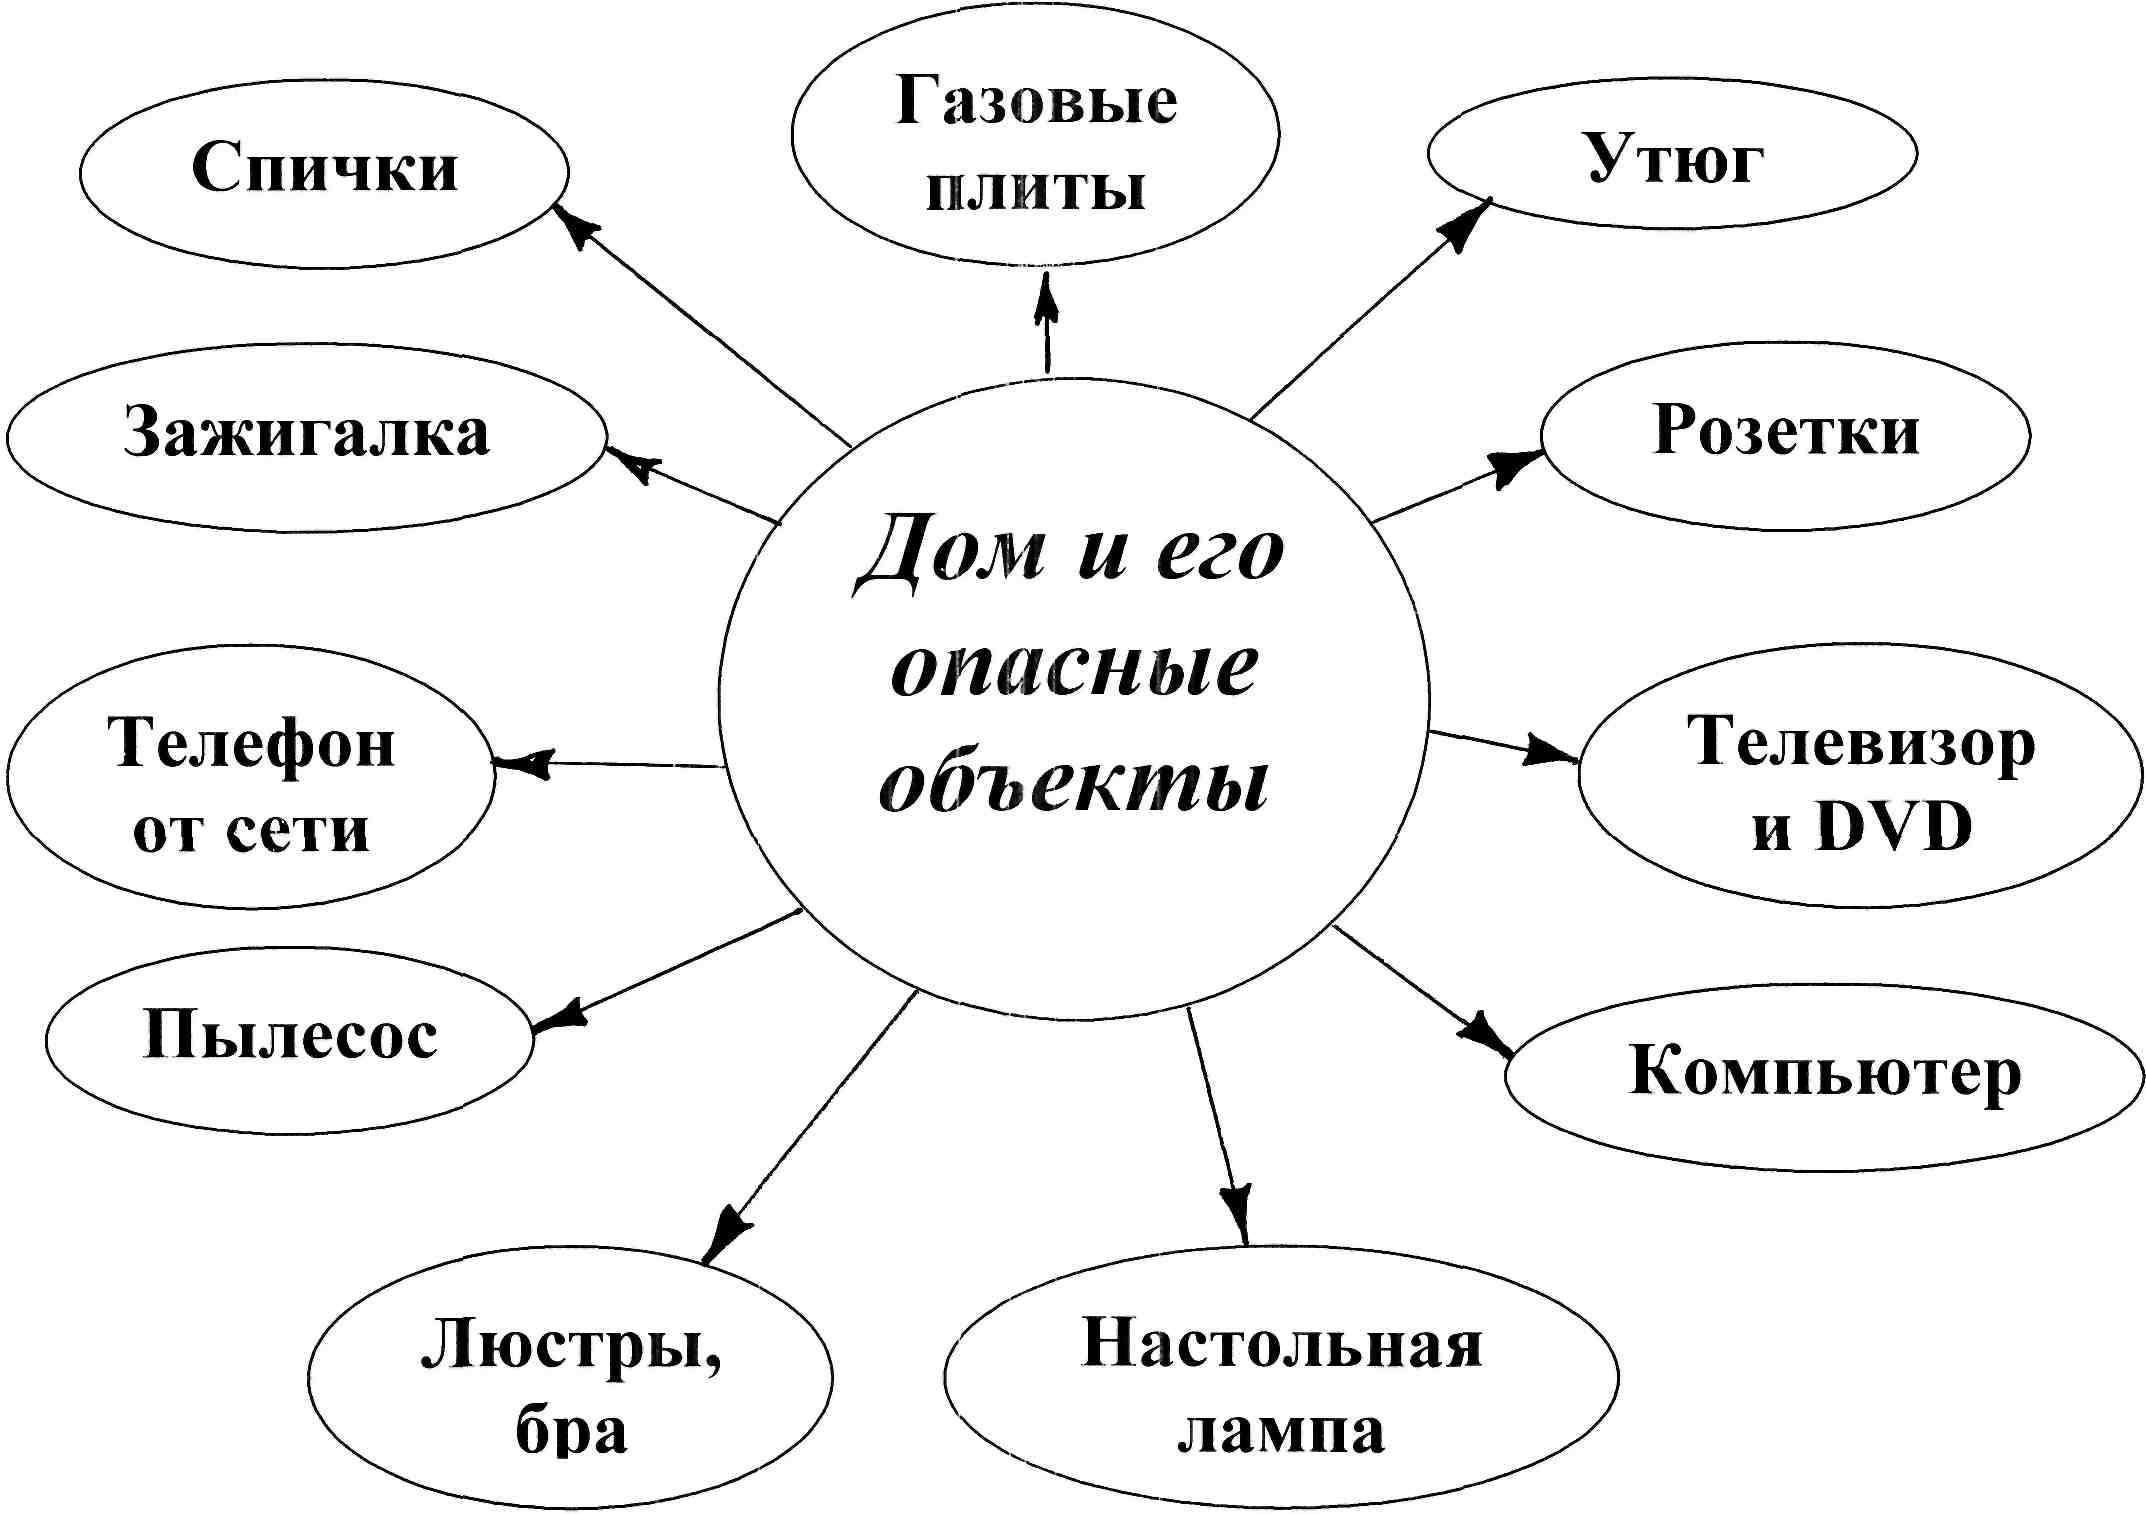 Газовые
плиты
Спички
Утюг
Зажигалка
Розетки
Дом и его
опасные
объекты
Телефон
от сети
Телевизор
и DVD
Пылесос
Компьютер
Люстры,
бра
Настольная
лампа